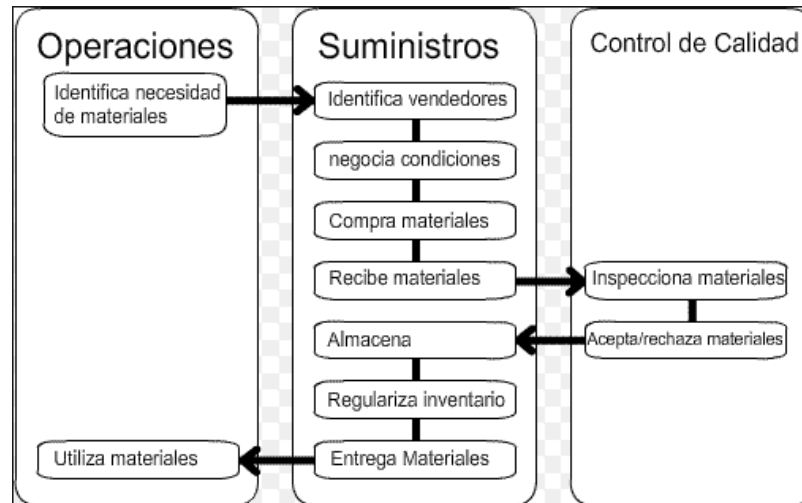 Operaciones
Suministros
Control de Calidad
Identifica necesidad
de materiales
Identifica vendedores
negocia condiciones
Compra materiales
Recibe materiales
Inspecciona materiales
Acepta/rechaza materiales
Almacena
Regulariza inventario
Entrega Materiales
Utiliza materiales